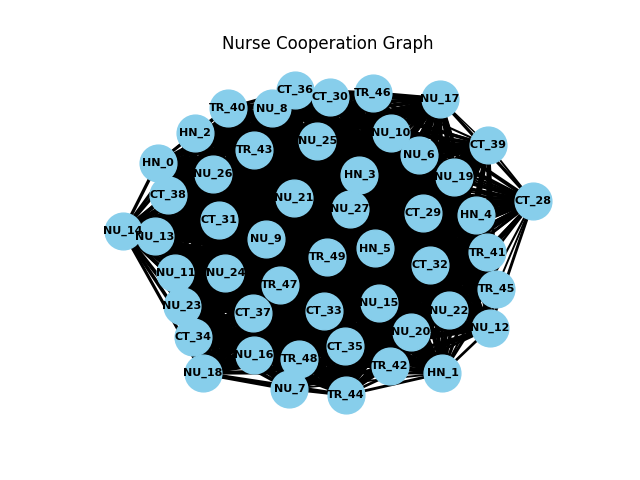 Nurse Cooperation Graph
CT_36
CT_30
TR_46
NU_17
TR_40
NU_8
HN_2
NU_25
NU_10
CT_39
TR_43
NU_6
HN_0
NU_26
HN_3
NU_19
CT_38
NU_21
CT_28
CT_31
NU_27
CT_29
HN_4
NU_14
NU_13
NU_9
HN_5
TR_41
TR_49
CT_32
NU_11
NU_24
TR_47
TR_45
NU_23
CT_37
CT_33
NU_15
NU_22
CT_34
NU_20
NU_12
NU_16
TR_48
CT_35
NU_18
TR_42
HN_1
NU_7
TR_44